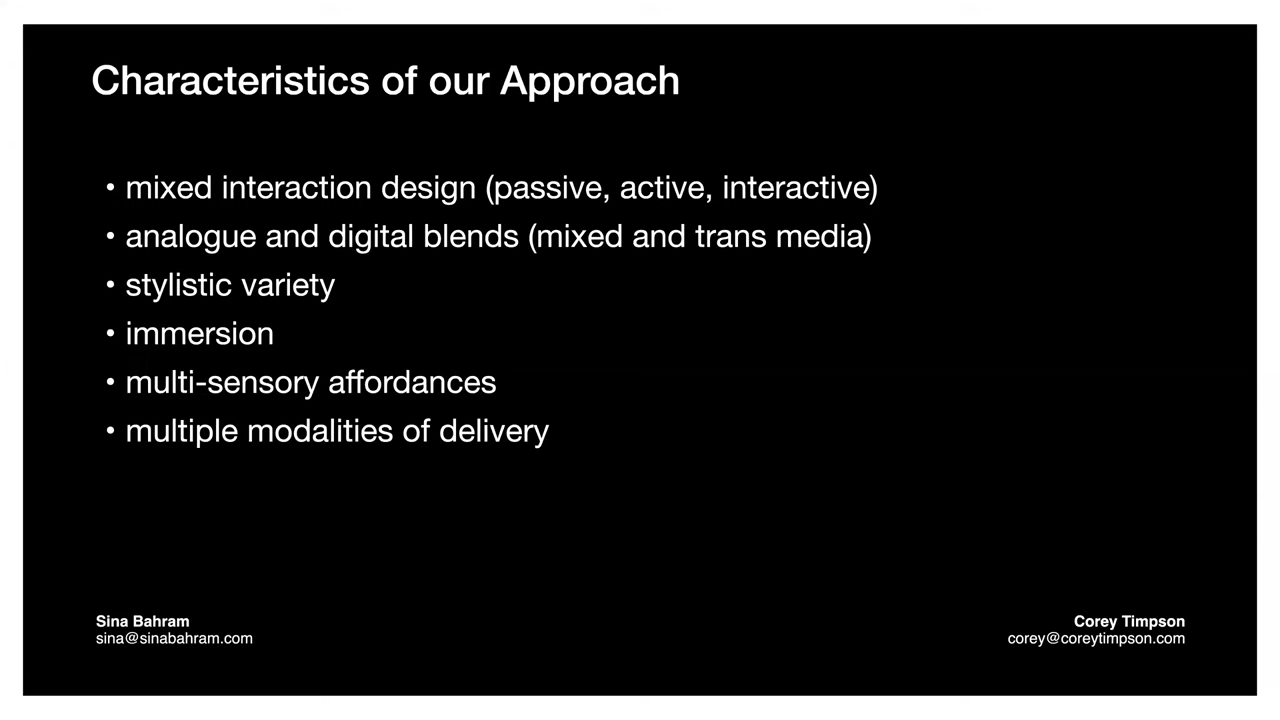 Characteristics of our Approach
• mixed interaction design (passive, active, interactive)
• analogue and digital blends (mixed and trans media)
• stylistic variety
• immersion
• multi-sensory affordances
• multiple modalities of delivery
Sina Bahram
sina@sinabahram.com
Corey Timpson
corey@coreytimpson.com